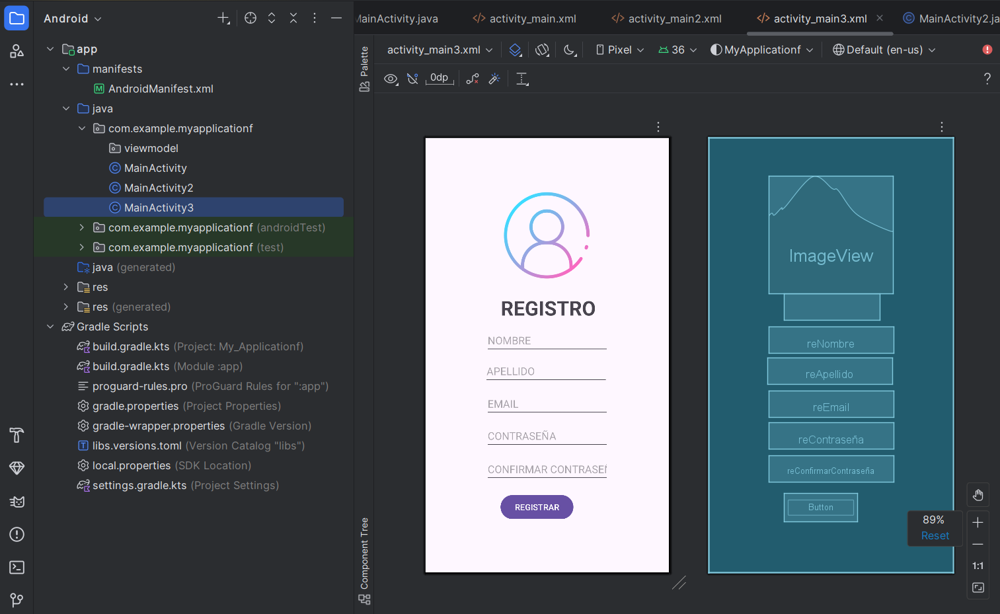 Android
MainActivity.java
activity_main.xml
activity_main2.xml
activity_main3.xml
MainActivity2.ja
app
manifests
AndroidManifest.xml
java
com.example.myapplicationf
viewmodel
MainActivity
MainActivity2
MainActivity3
com.example.myapplicationf (androidTest)
com.example.myapplicationf (test)
java (generated)
res
res (generated)
Gradle Scripts
build.gradle.kts (Project: My_Applicationf)
build.gradle.kts (Module :app)
proguard-rules.pro (ProGuard Rules for ":app")
gradle.properties (Project Properties)
gradle-wrapper.properties (Gradle Version)
libs.versions.toml (Version Catalog "libs")
local.properties (SDK Location)
settings.gradle.kts (Project Settings)
Palette
Component Tree
activity_main3.xml
Pixel
36
MyApplicationf
Default (en-us)
0dp
?
REGISTRO
NOMBRE
APELLIDO
EMAIL
CONTRASEÑA
CONFIRMAR CONTRASEÑ
REGISTRAR
ImageView
reNombre
reApellido
reEmail
reContraseña
reConfirmarContraseña
Button
89%
Reset
1:1